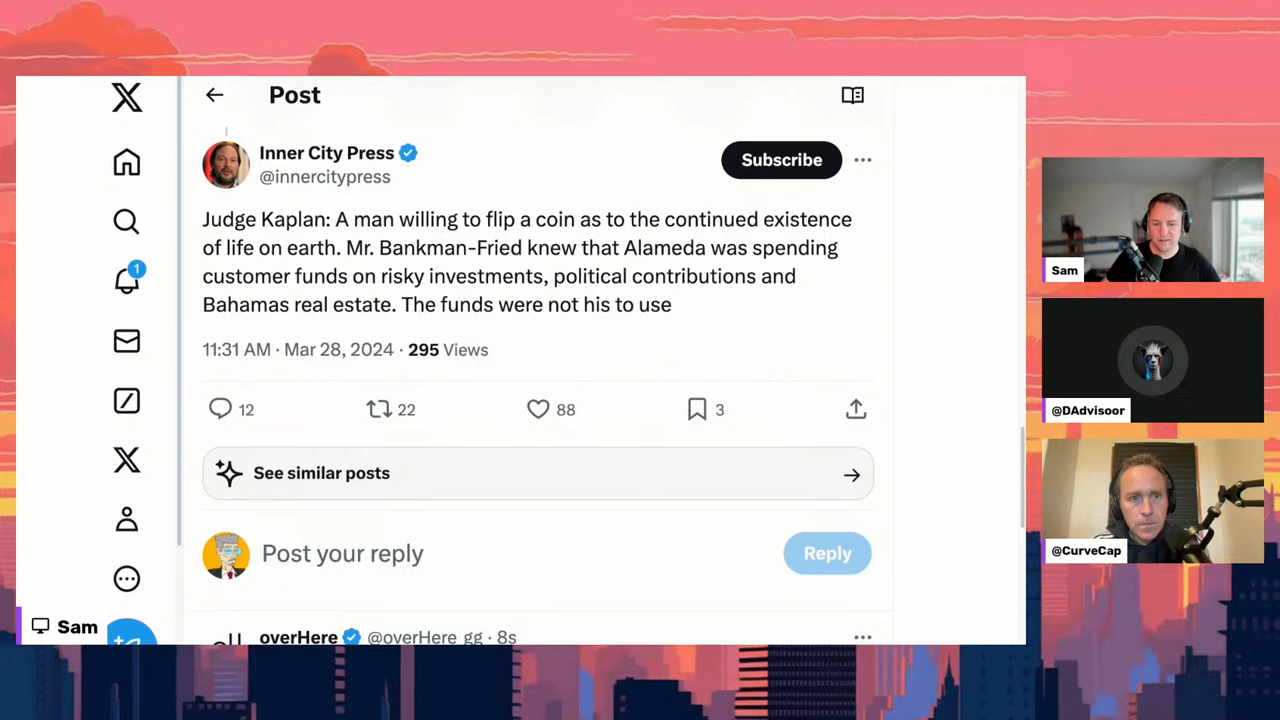 Post
Inner City Press
@innercitypress
Subscribe
Judge Kaplan: A man willing to flip a coin as to the continued existence
of life on earth. Mr. Bankman-Fried knew that Alameda was spending
customer funds on risky investments, political contributions and
Bahamas real estate. The funds were not his to use
11:31 AM · Mar 28, 2024 · 295 Views
12
22
88
3
See similar posts
Post your reply
Reply
overHere @overHere_gg · 8s
1
Sam
Sam
@DAdvisoor
@CurveCap